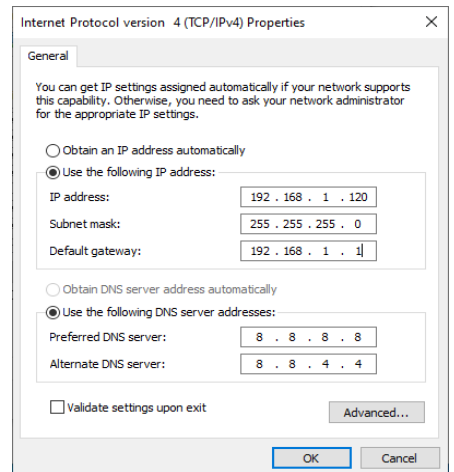 Internet Protocol version 4 (TCP/IPv4) Properties
General
You can get IP settings assigned automatically if your network supports
this capability. Otherwise, you need to ask your network administrator
for the appropriate IP settings.
Obtain an IP address automatically
Use the following IP address:
IP address: 192 . 168 . 1 . 120
Subnet mask: 255 . 255 . 255 . 0
Default gateway: 192 . 168 . 1 . 1
Obtain DNS server address automatically
Use the following DNS server addresses:
Preferred DNS server: 8 . 8 . 8 . 8
Alternate DNS server: 8 . 8 . 4 . 4
Validate settings upon exit
Advanced...
OK Cancel